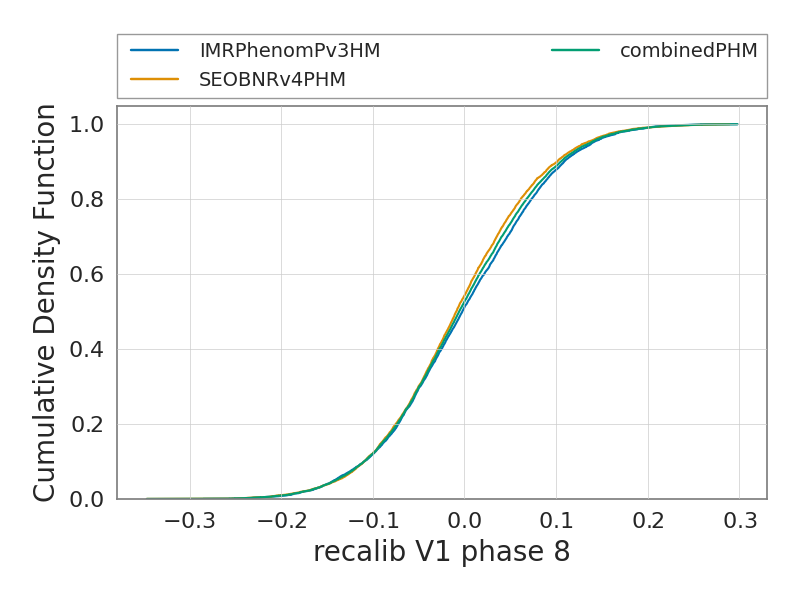 IMRPhenomPv3HM
SEOBNRv4PHM
combinedPHM
Cumulative Density Function
1.0
0.8
0.6
0.4
0.2
0.0
−0.3 −0.2 −0.1 0.0 0.1 0.2 0.3
recalib V1 phase 8